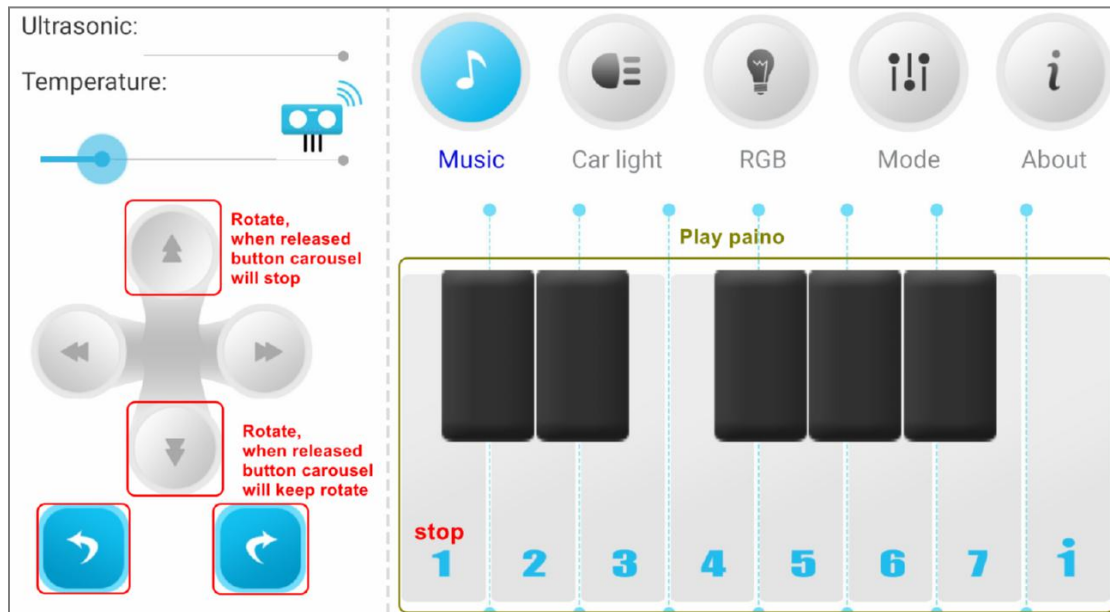 Ultrasonic:
Temperature:
Music
Car light
RGB
Mode
About
Rotate,
when released
button carousel
will stop
Rotate,
when released
button carousel
will keep rotate
Play paino
stop
1 2 3 4 5 6 7 i